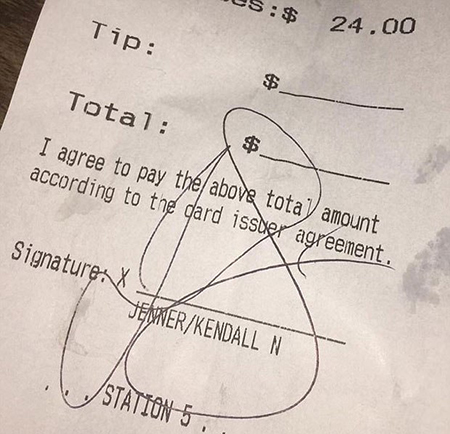 es:$ 24.00
Tip:
$
Total:
$
I agree to pay the above total amount
according to the card issuer agreement.
Signature: X
JENNER/KENDALL N
. . . STATION 5 . .